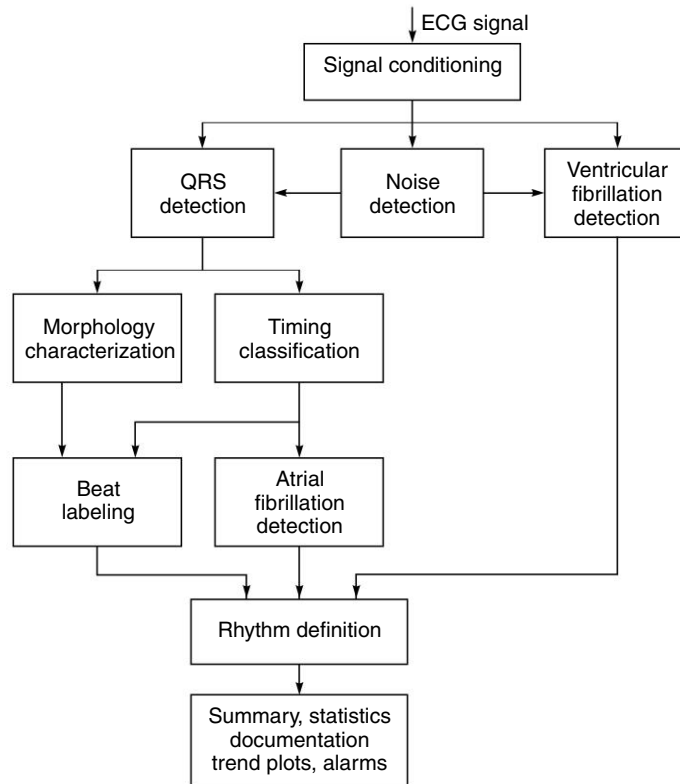 ECG signal
Signal conditioning
QRS
detection
Noise
detection
Ventricular
fibrillation
detection
Morphology
characterization
Timing
classification
Beat
labeling
Atrial
fibrillation
detection
Rhythm definition
Summary, statistics
documentation
trend plots, alarms